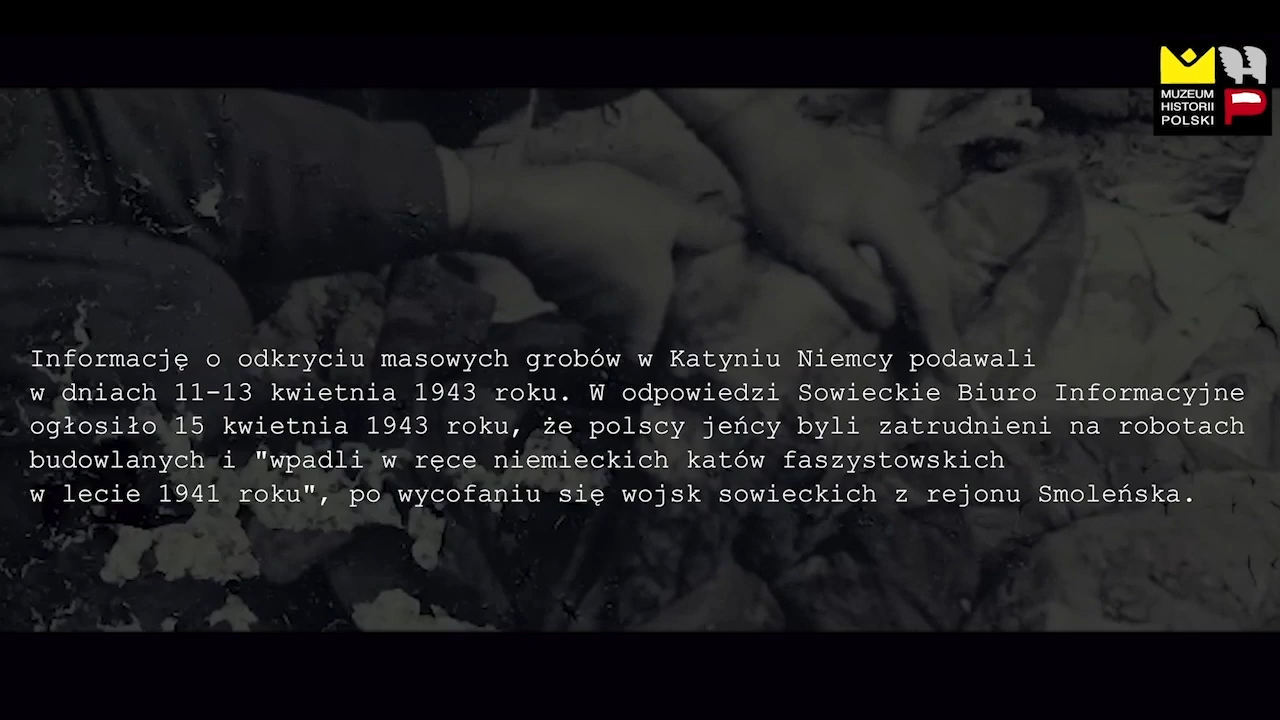 MUZEUM
HISTORII
POLSKI
HP
Informację o odkryciu masowych grobów w Katyniu Niemcy podawali
w dniach 11-13 kwietnia 1943 roku. W odpowiedzi Sowieckie Biuro Informacyjne
ogłosiło 15 kwietnia 1943 roku, że polscy jeńcy byli zatrudnieni na robotach
budowlanych i "wpadli w ręce niemieckich katów faszystowskich
w lecie 1941 roku", po wycofaniu się wojsk sowieckich z rejonu Smoleńska.